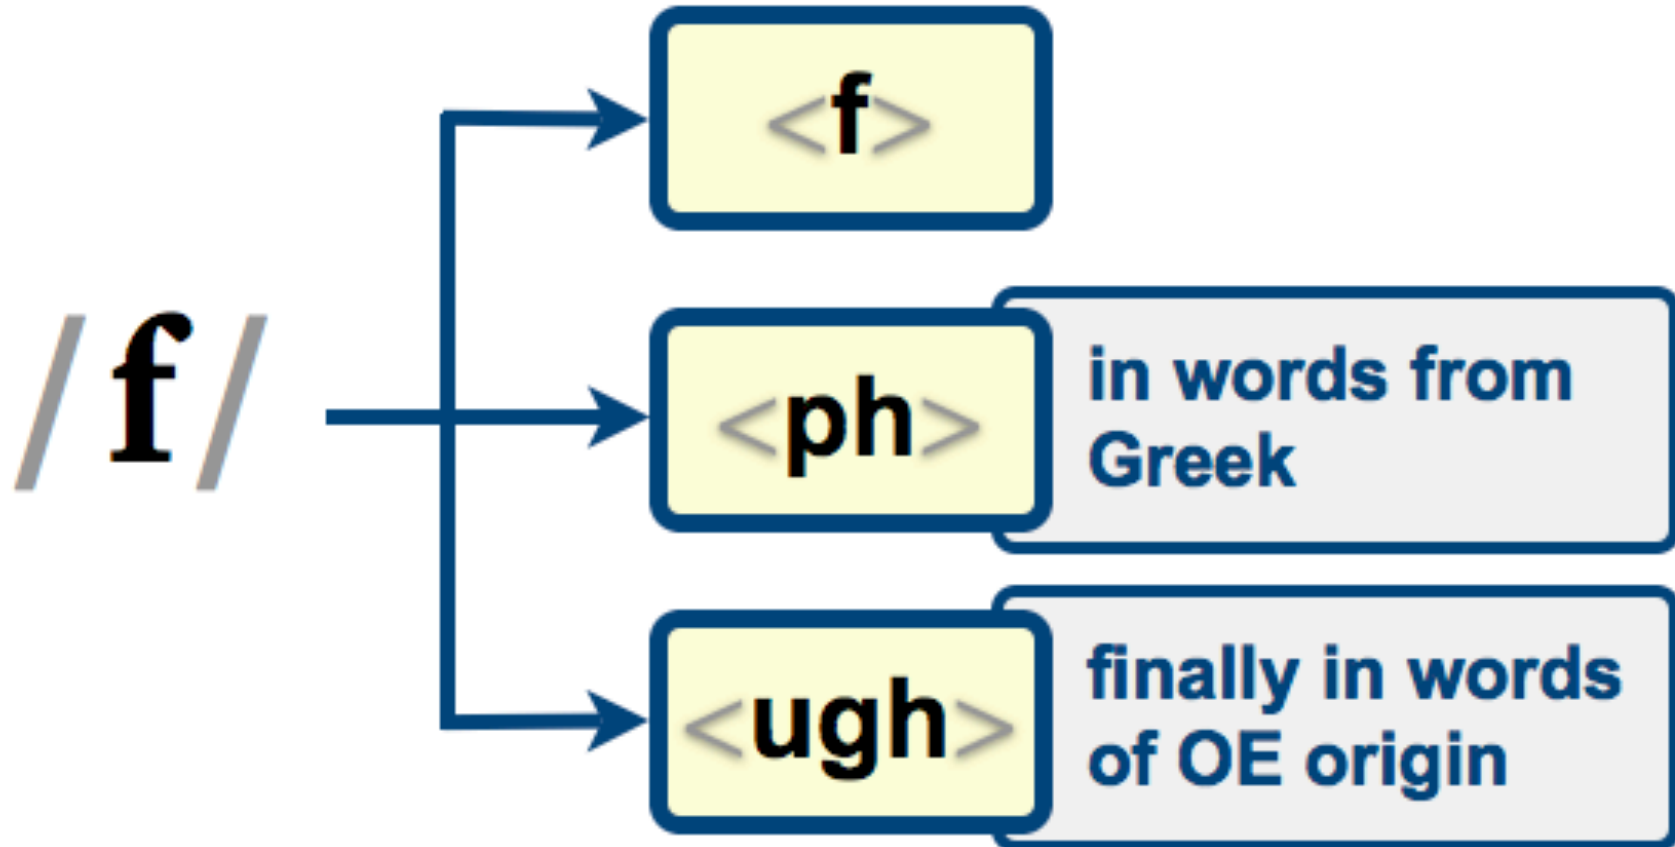 <f>
/f/
<ph>
in words from
Greek
<ugh>
finally in words
of OE origin